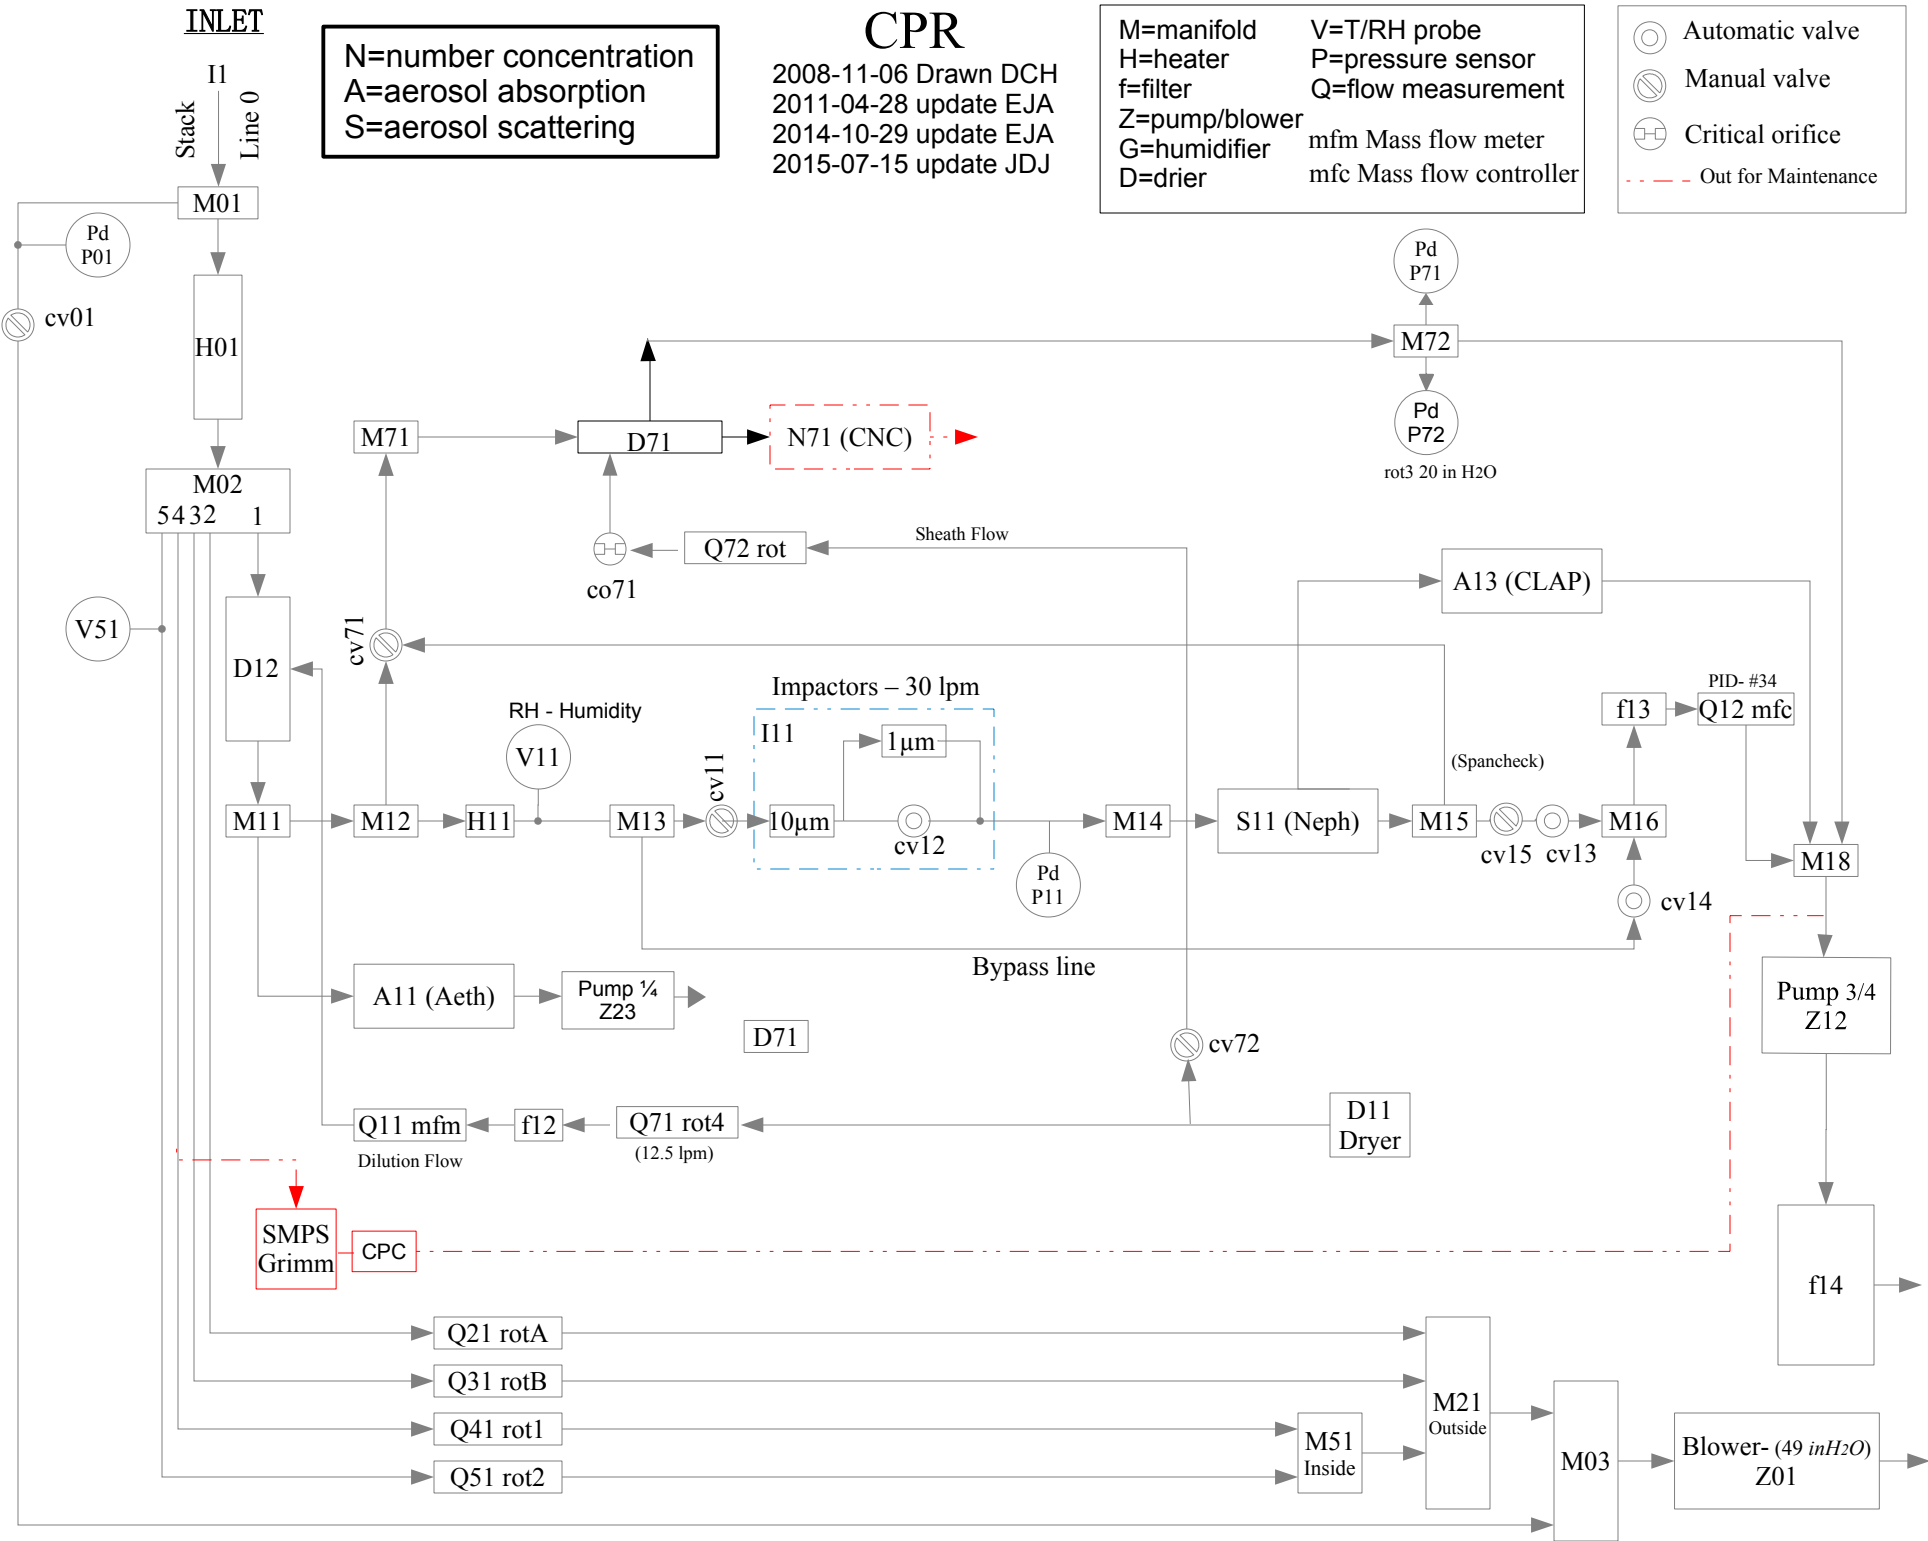 INLET
I1
Stack
Line 0
N=number concentration
A=aerosol absorption
S=aerosol scattering
CPR
2008-11-06 Drawn DCH
2011-04-28 update EJA
2014-10-29 update EJA
2015-07-15 update JDJ
M=manifold
H=heater
f=filter
Z=pump/blower
G=humidifier
D=drier
V=T/RH probe
P=pressure sensor
Q=flow measurement
mfm Mass flow meter
mfc Mass flow controller
Automatic valve
Manual valve
Critical orifice
Out for Maintenance
M01
Pd
P01
cv01
H01
M02
5 4 3 2 1
V51
D12
M71
D71
N71 (CNC)
Pd
P71
M72
Pd
P72
rot3 20 in H2O
co71
Q72 rot
Sheath Flow
cv71
A13 (CLAP)
Impactors – 30 lpm
RH - Humidity
V11
cv11
I11
1µm
10µm
cv12
(Spancheck)
PID- #34
f13
Q12 mfc
M11
M12
H11
M13
M14
S11 (Neph)
M15
cv15
cv13
M16
M18
Pd
P11
cv14
Bypass line
A11 (Aeth)
Pump ¼
Z23
D71
cv72
Pump 3/4
Z12
Q11 mfm
Dilution Flow
f12
Q71 rot4
(12.5 lpm)
D11
Dryer
SMPS
Grimm
CPC
f14
Q21 rotA
Q31 rotB
Q41 rot1
Q51 rot2
M51
Inside
M21
Outside
M03
Blower- (49 inH2O)
Z01